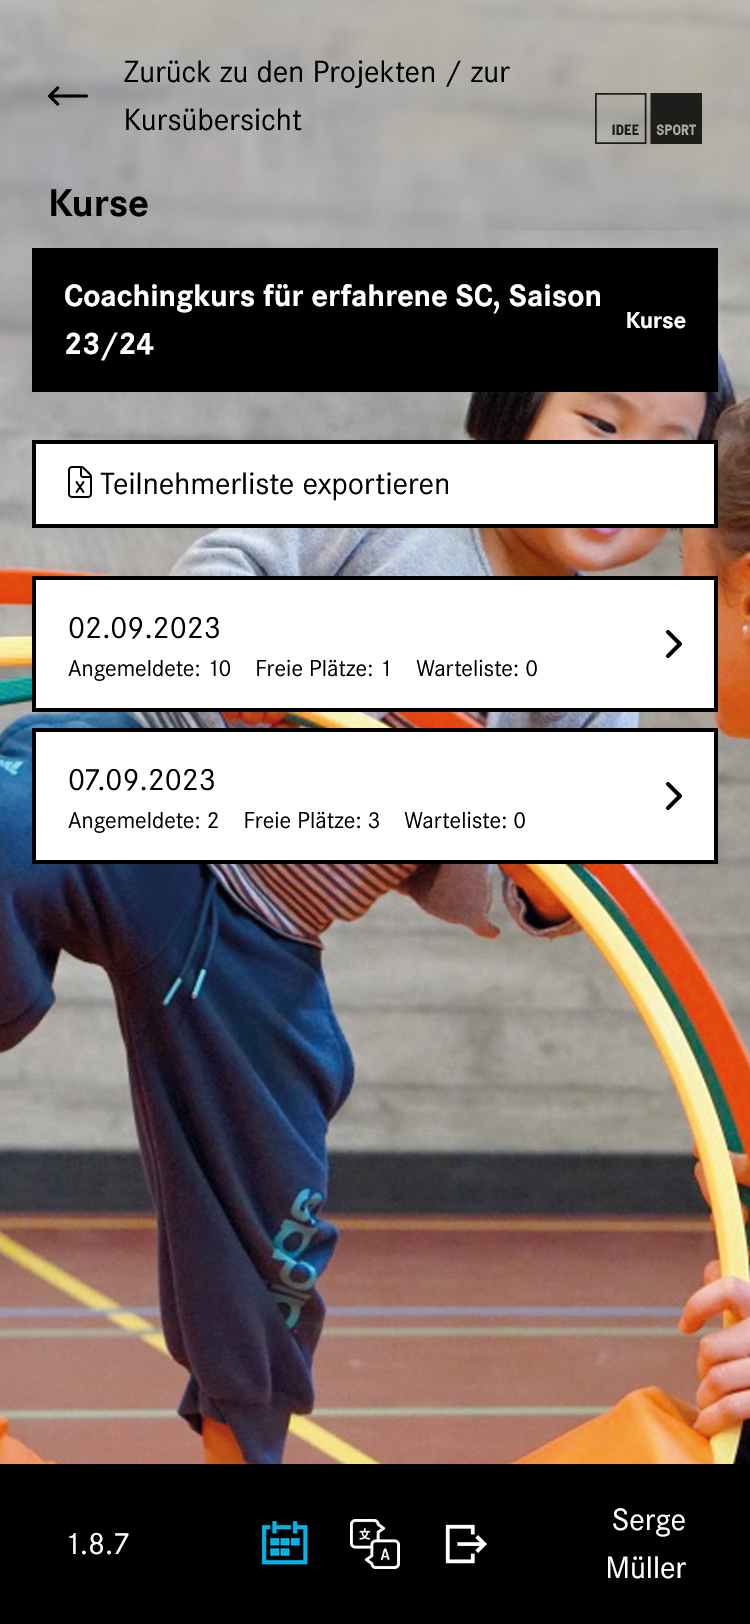 Zurück zu den Projekten / zur
Kursübersicht
IDEE SPORT
Kurse
Coachingkurs für erfahrene SC, Saison
23/24
Kurse
Teilnehmerliste exportieren
02.09.2023
Angemeldete: 10 Freie Plätze: 1 Warteliste: 0
07.09.2023
Angemeldete: 2 Freie Plätze: 3 Warteliste: 0
adidas
1.8.7
文
A
Serge
Müller